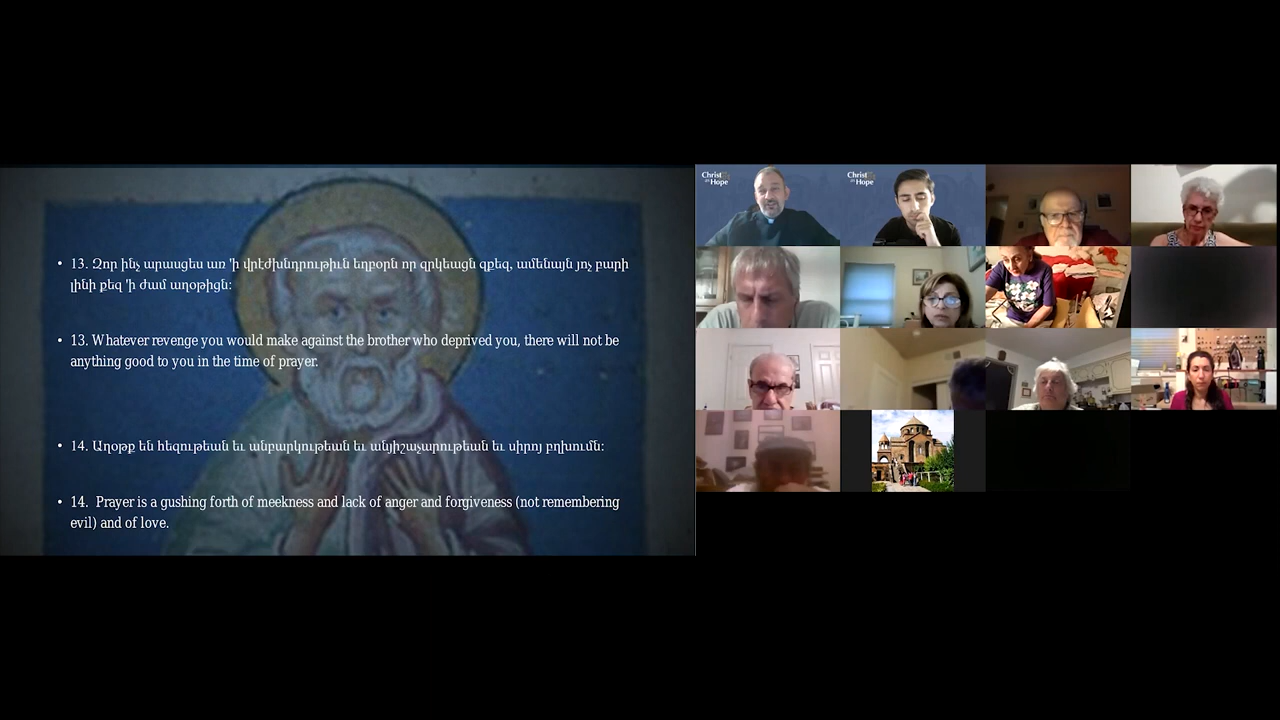 • 13. Զոր ինչ արասցես առ 'ի վրէժխնդրութիւն եղբօրն որ զրկեացն զքեզ, ամենայն յոչ բարի
լինի քեզ 'ի ժամ աղօթիցն:
• 13. Whatever revenge you would make against the brother who deprived you, there will not be
anything good to you in the time of prayer.
• 14. Աղօթք են հեզութեան եւ անբարկութեան եւ անյիշաչարութեան եւ սիրոյ բղխումն:
• 14. Prayer is a gushing forth of meekness and lack of anger and forgiveness (not remembering
evil) and of love.
Christ
Hope
Christ
Hope